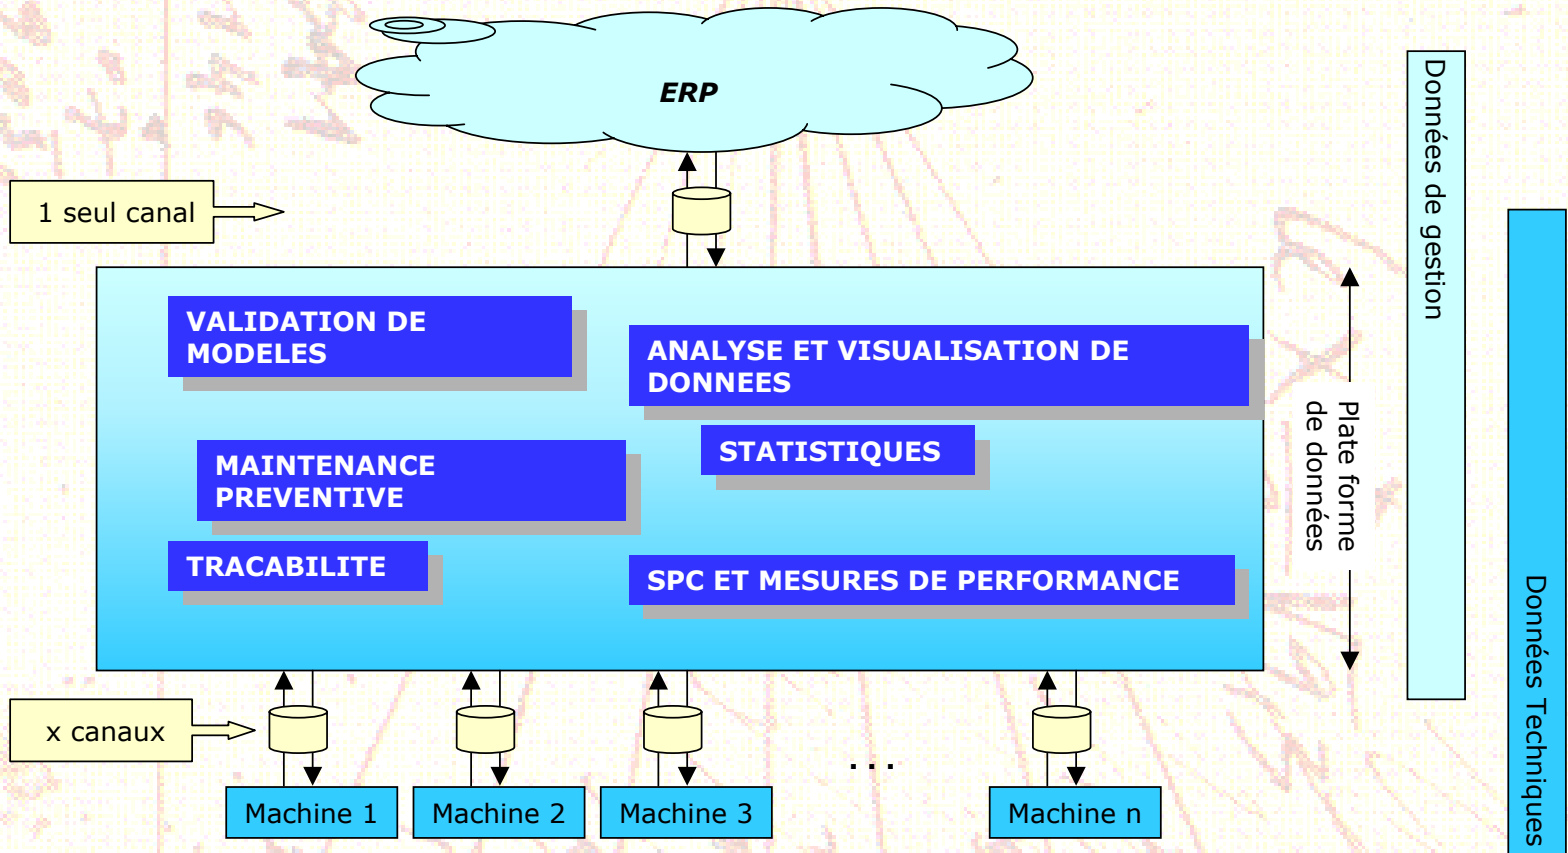 ERP
1 seul canal
VALIDATION DE
MODELES
ANALYSE ET VISUALISATION DE
DONNEES
MAINTENANCE
PREVENTIVE
STATISTIQUES
TRACABILITE
SPC ET MESURES DE PERFORMANCE
Plate forme
de données
Données de gestion
Données Techniques
x canaux
...
Machine 1
Machine 2
Machine 3
Machine n